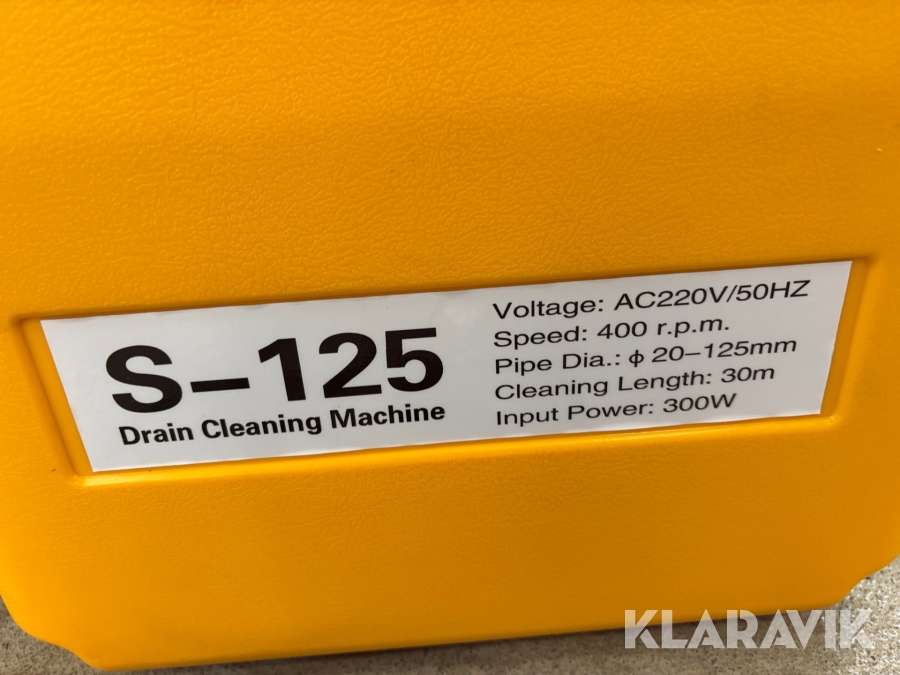 S-125
Drain Cleaning Machine
Voltage: AC220V/50HZ
Speed: 400 r.p.m.
Pipe Dia.: ϕ 20-125mm
Cleaning Length: 30m
Input Power: 300W
KLARAVIK